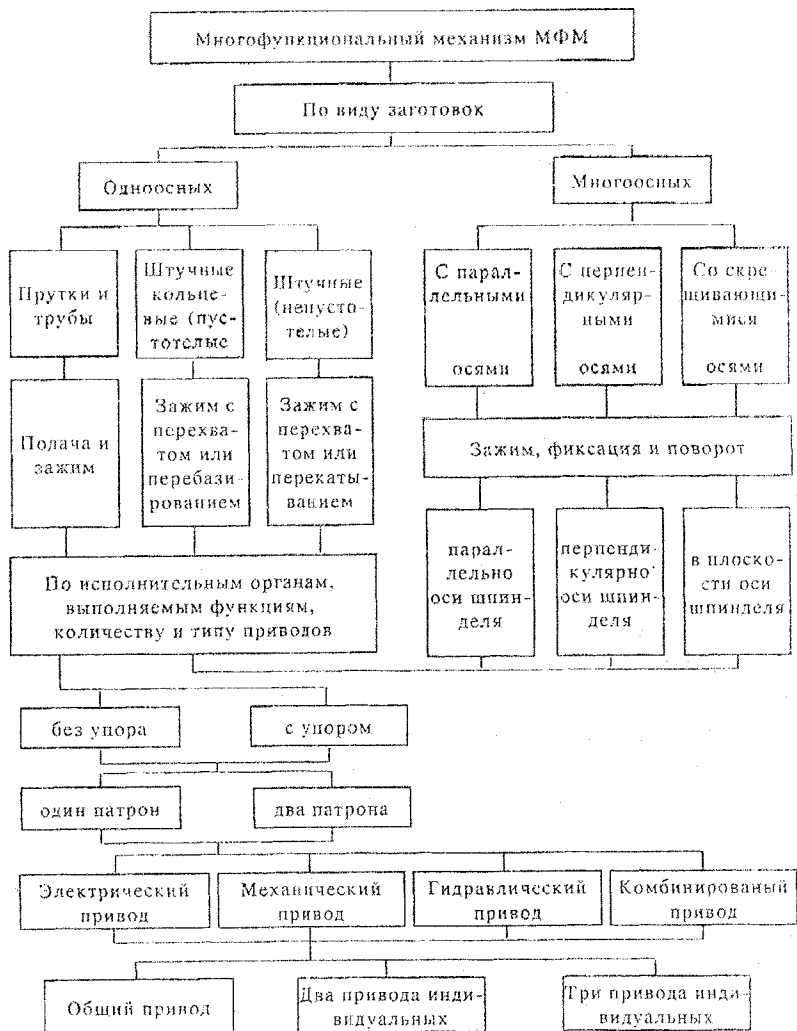 Многофункциональный механизм МФМ
По виду заготовок
Одноосных
Многоосных
Прутки и
трубы
Штучные
кольце-
вые (пус-
тотелые
Штучные
(непусто-
телые)
С парал-
лельными
осями
С перпен-
дикуляр-
ными
осями
Со скре-
щивающи-
мися
осями
Подача и
зажим
Зажим с
перехва-
том или
перебази-
рованием
Зажим с
перехва-
том или
перекаты-
ванием
Зажим, фиксация и поворот
парал-
лельно
оси шпин-
деля
перпенди-
кулярно
оси шпин-
деля
в плоско-
сти оси
шпинделя
По исполнительным органам,
выполняемым функциям,
количеству и типу приводов
без упора
с упором
один патрон
два патрона
Электрический
привод
Механический
привод
Гидравлический
привод
Комбинированый
привод
Общий привод
Два привода инди-
видуальных
Три привода инди-
видуальных